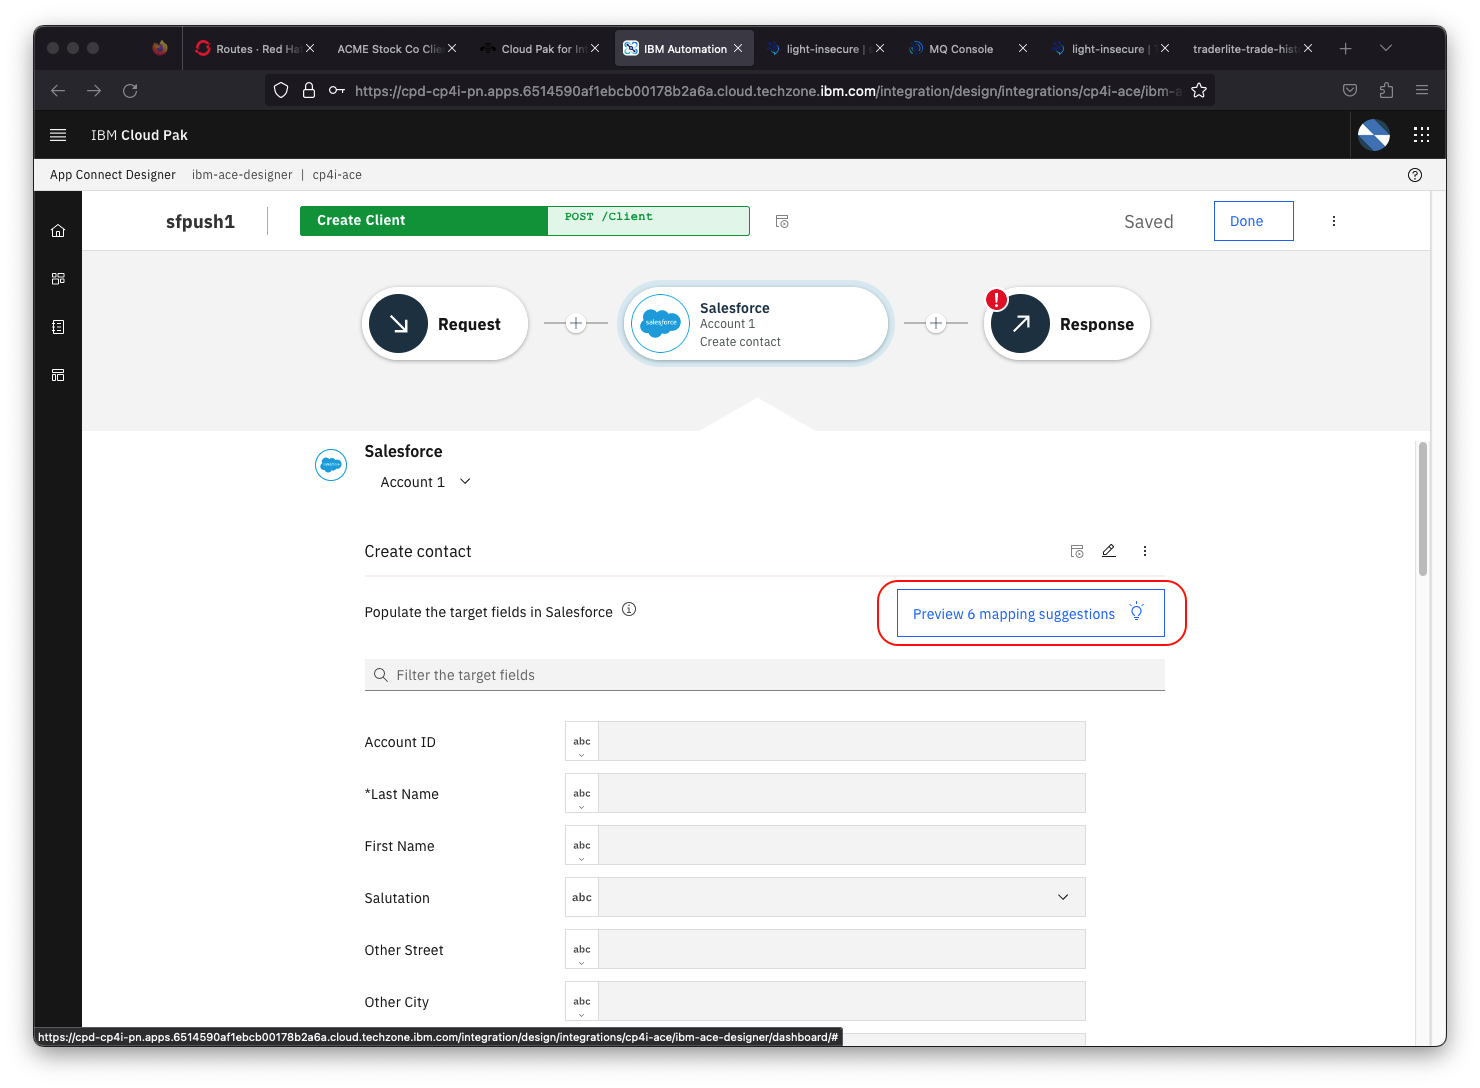 Routes · Red Ha
ACME Stock Co Clie
Cloud Pak for In
IBM Automation
light-insecure | s
MQ Console
light-insecure |
traderlite-trade-hist
https://cpd-cp4i-pn.apps.6514590af1ebcb00178b2a6a.cloud.techzone.ibm.com/integration/design/integrations/cp4i-ace/ibm-a
IBM Cloud Pak
App Connect Designer ibm-ace-designer | cp4i-ace
sfpush1
Create Client
POST /Client
Saved
Done
Request
salesforce
Salesforce
Account 1
Create contact
!
Response
Salesforce
Account 1
Create contact
Populate the target fields in Salesforce
Preview 6 mapping suggestions
Filter the target fields
Account ID abc
*Last Name abc
First Name abc
Salutation abc
Other Street abc
Other City abc
https://cpd-cp4i-pn.apps.6514590af1ebcb00178b2a6a.cloud.techzone.ibm.com/integration/design/integrations/cp4i-ace/ibm-ace-designer/dashboard/#